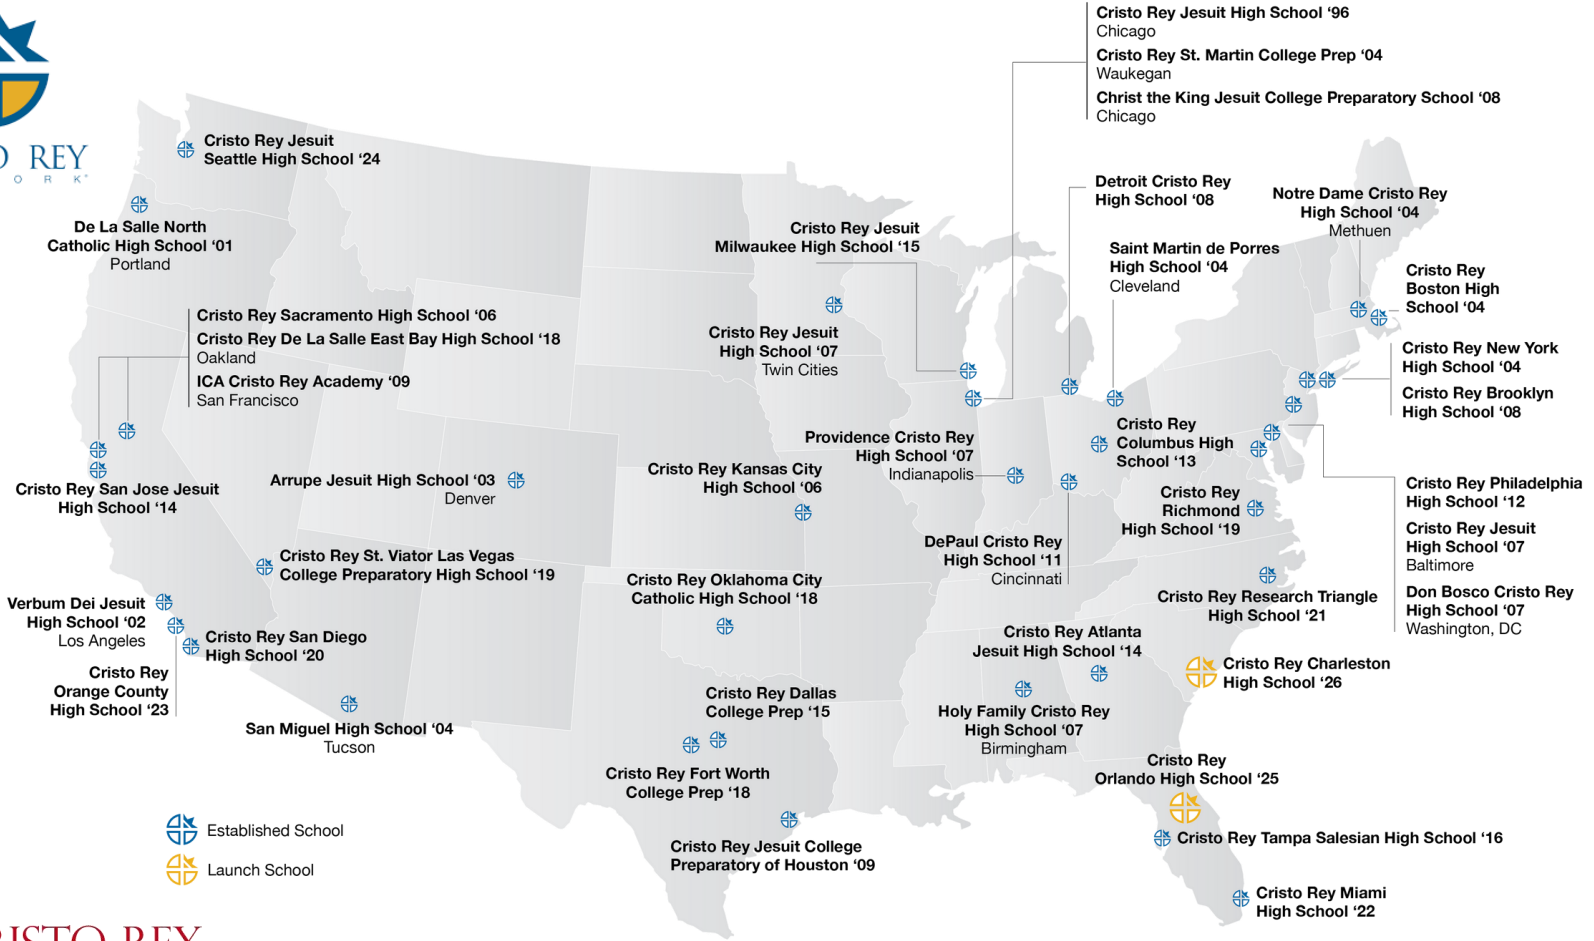 REY
O R K
Cristo Rey Jesuit High School ‘96
Chicago
Cristo Rey St. Martin College Prep ‘04
Waukegan
Christ the King Jesuit College Preparatory School ‘08
Chicago
Cristo Rey Jesuit
Seattle High School ‘24
De La Salle North
Catholic High School ‘01
Portland
Cristo Rey Jesuit
Milwaukee High School ‘15
Detroit Cristo Rey
High School ‘08
Notre Dame Cristo Rey
High School ‘04
Methuen
Saint Martin de Porres
High School ‘04
Cleveland
Cristo Rey
Boston High
School ‘04
Cristo Rey Sacramento High School ‘06
Cristo Rey De La Salle East Bay High School ‘18
Oakland
ICA Cristo Rey Academy ‘09
San Francisco
Cristo Rey Jesuit
High School ‘07
Twin Cities
Cristo Rey New York
High School ‘04
Cristo Rey Brooklyn
High School ‘08
Cristo Rey
Columbus High
School ‘13
Providence Cristo Rey
High School ‘07
Indianapolis
Cristo Rey San Jose Jesuit
High School ‘14
Arrupe Jesuit High School ‘03
Denver
Cristo Rey Kansas City
High School ‘06
Cristo Rey
Richmond
High School ‘19
Cristo Rey Philadelphia
High School ‘12
Cristo Rey Jesuit
High School ‘07
Baltimore
Don Bosco Cristo Rey
High School ‘07
Washington, DC
DePaul Cristo Rey
High School ‘11
Cincinnati
Cristo Rey St. Viator Las Vegas
College Preparatory High School ‘19
Cristo Rey Oklahoma City
Catholic High School ‘18
Cristo Rey Research Triangle
High School ‘21
Verbum Dei Jesuit
High School ‘02
Los Angeles
Cristo Rey San Diego
High School ‘20
Cristo Rey
Orange County
High School ‘23
Cristo Rey Atlanta
Jesuit High School ‘14
Cristo Rey Charleston
High School ‘26
San Miguel High School ‘04
Tucson
Cristo Rey Dallas
College Prep ‘15
Holy Family Cristo Rey
High School ‘07
Birmingham
Cristo Rey Fort Worth
College Prep ‘18
Cristo Rey
Orlando High School ‘25
Cristo Rey Tampa Salesian High School ‘16
Cristo Rey Jesuit College
Preparatory of Houston ‘09
Cristo Rey Miami
High School ‘22
Established School
Launch School